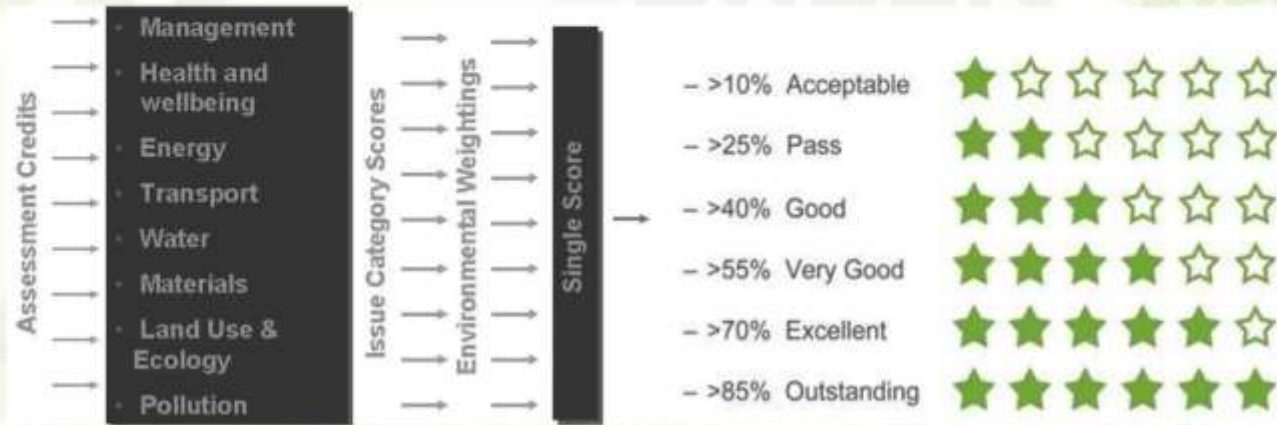 Assessment Credits
· Management
· Health and
wellbeing
· Energy
· Transport
· Water
· Materials
· Land Use &
Ecology
· Pollution
Issue Category Scores
Environmental Weightings
Single Score
– >10% Acceptable
– >25% Pass
– >40% Good
– >55% Very Good
– >70% Excellent
– >85% Outstanding